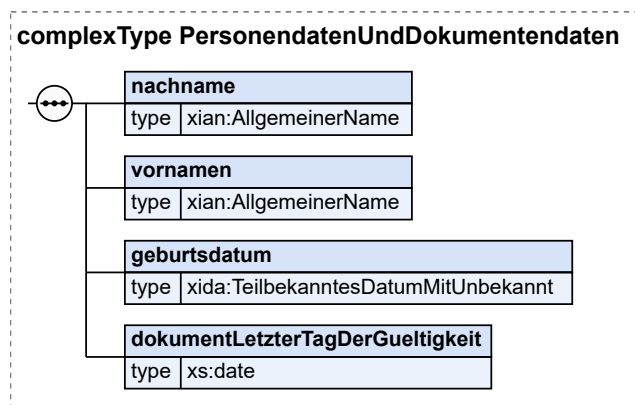 complexType PersonendatenUndDokumentendaten
nachname
type xian:AllgemeinerName
vornamen
type xian:AllgemeinerName
geburtsdatum
type xida:TeilbekanntesDatumMitUnbekannt
dokumentLetzterTagDerGueltigkeit
type xs:date